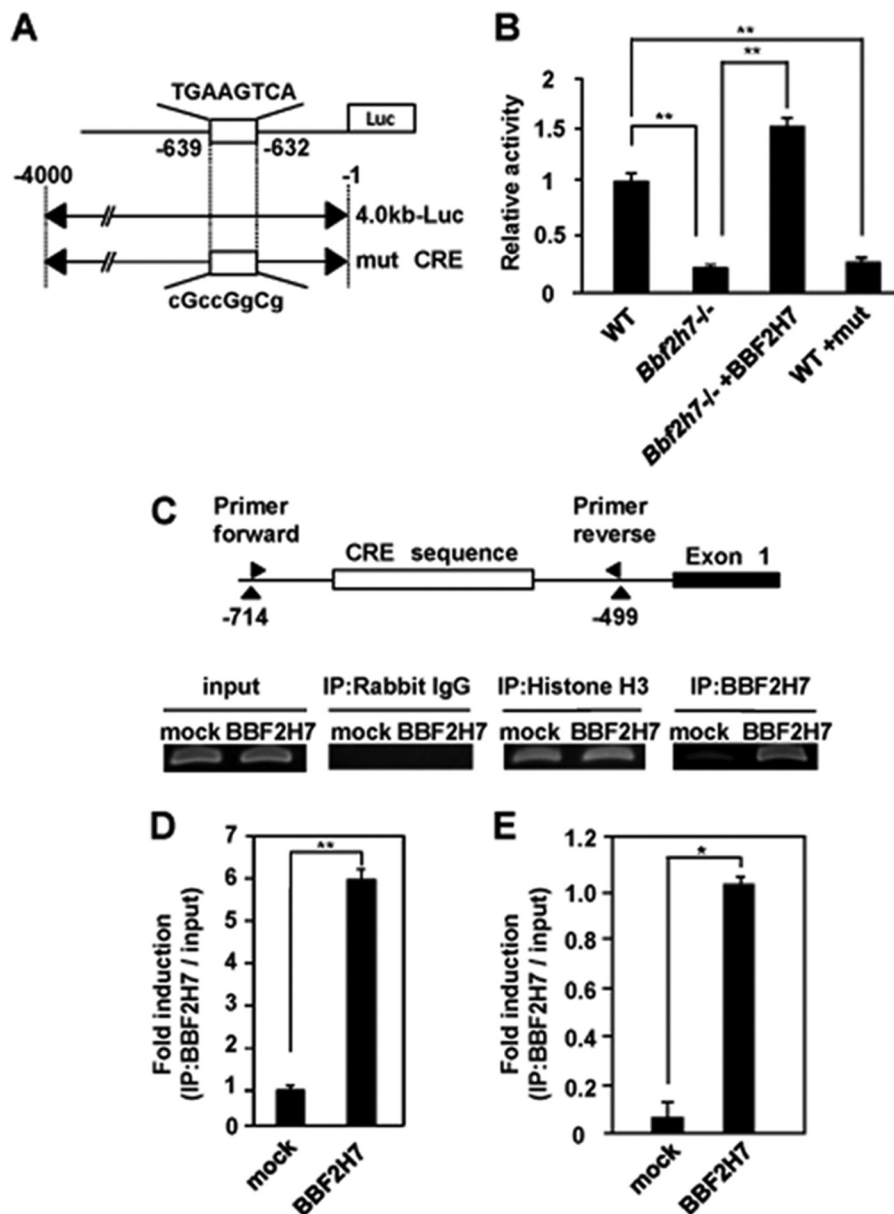 A
TGAAGTCA
Luc
-639 -632
-4000 -1
4.0kb-Luc
mut CRE
cGccGgCg
B
**
** **
Relative activity
2
1.5
1
0.5
0
WT
Bbf2h7-/-
Bbf2h7-/- +BBF2H7
WT +mut
C
Primer forward
Primer reverse
CRE sequence
Exon 1
-714
-499
input IP:Rabbit IgG IP:Histone H3 IP:BBF2H7
mock BBF2H7 mock BBF2H7 mock BBF2H7 mock BBF2H7
D
Fold induction
(IP:BBF2H7 / input)
7
6
5
4
3
2
1
0
**
mock
BBF2H7
E
Fold induction
(IP:BBF2H7 / input)
1.2
1.0
0.8
0.6
0.4
0.2
0
*
mock
BBF2H7